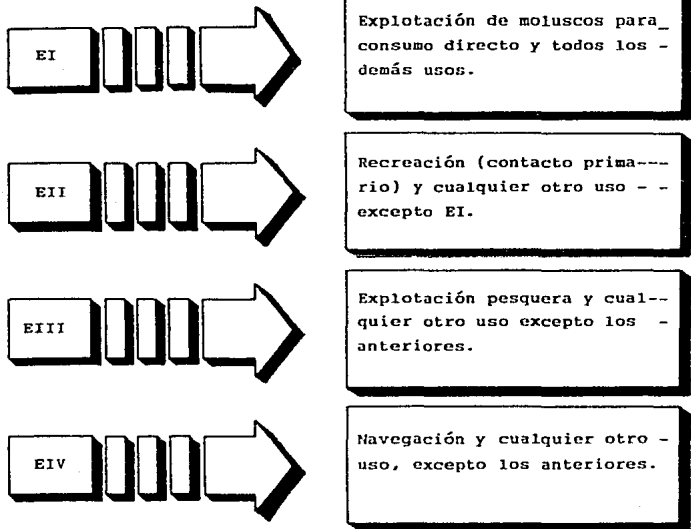 EI
Explotación de moluscos para_
consumo directo y todos los -
demás usos.
EII
Recreación (contacto prima---
rio) y cualquier otro uso - -
excepto EI.
EIII
Explotación pesquera y cual--
quier otro uso excepto los -
anteriores.
EIV
Navegación y cualquier otro -
uso, excepto los anteriores.